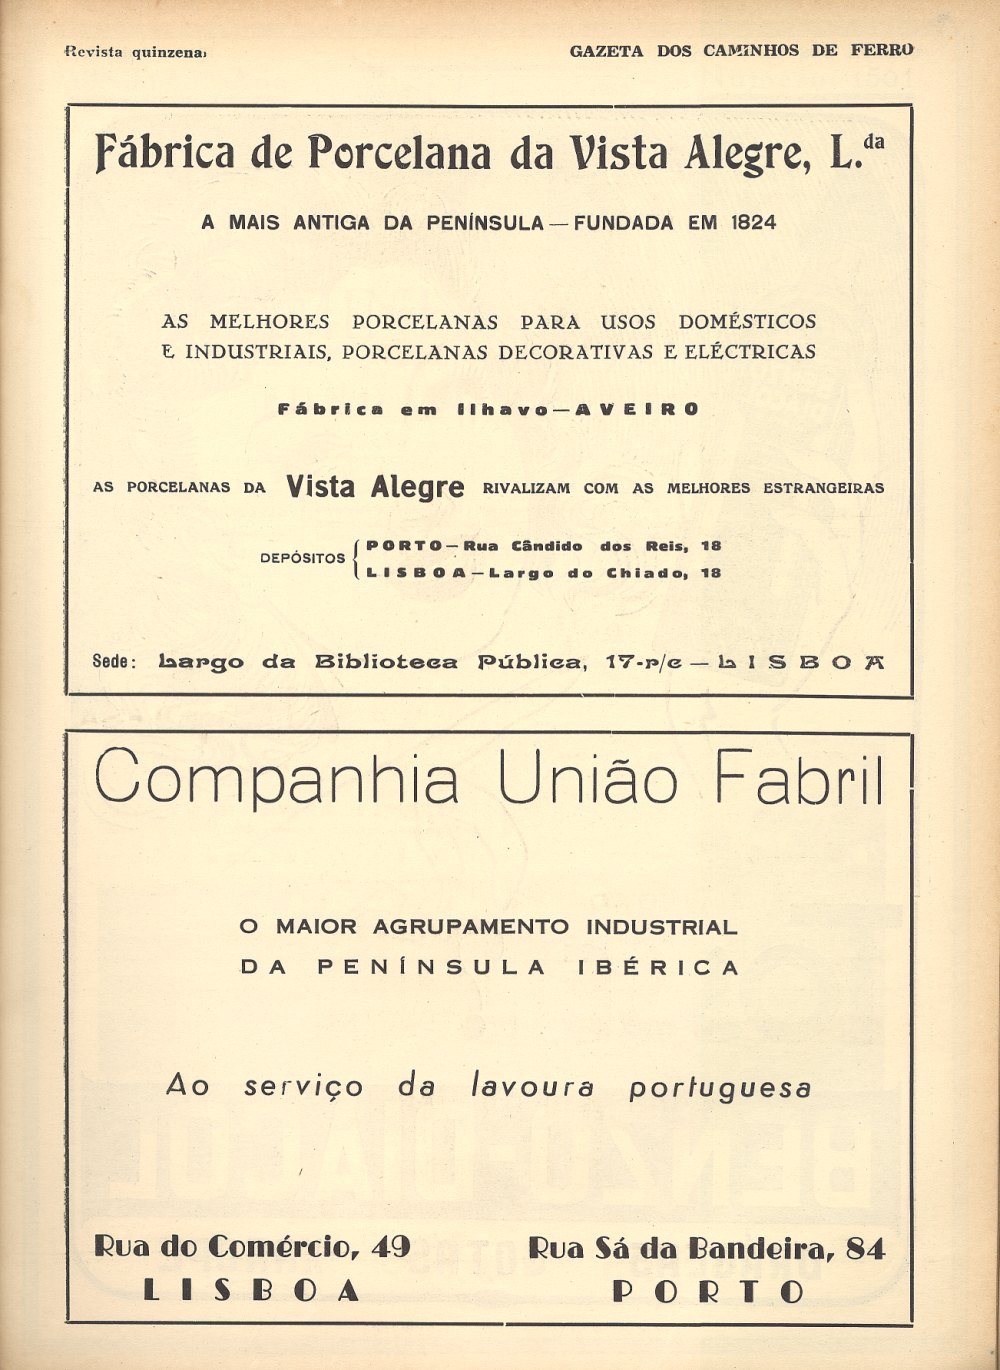 Revista quinzenal
GAZETA DOS CAMINHOS DE FERRO
Fábrica de Porcelana da Vista Alegre, L.da
A MAIS ANTIGA DA PENÍNSULA — FUNDADA EM 1824
AS MELHORES PORCELANAS PARA USOS DOMÉSTICOS
E INDUSTRIAIS, PORCELANAS DECORATIVAS E ELÉCTRICAS
Fábrica em Ilhavo — AVEIRO
AS PORCELANAS DA Vista Alegre RIVALIZAM COM AS MELHORES ESTRANGEIRAS
DEPÓSITOS { PORTO — Rua Cândido dos Reis, 18
LISBOA — Largo do Chiado, 18
Sede: Largo da Biblioteca Pública, 17-r/c — LISBOA
Companhia União Fabril
O MAIOR AGRUPAMENTO INDUSTRIAL
DA PENÍNSULA IBÉRICA
Ao serviço da lavoura portuguesa
Rua do Comércio, 49
LISBOA
Rua Sá da Bandeira, 84
PORTO